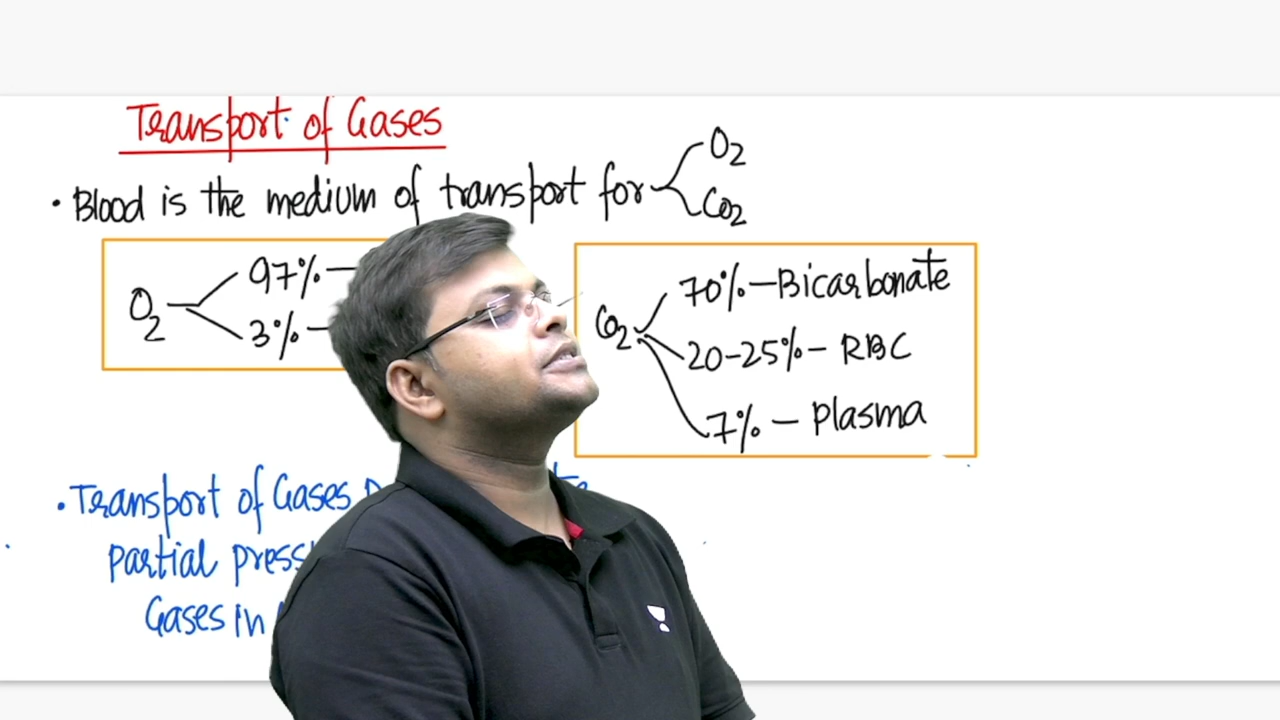 Transport of Gases
• Blood is the medium of transport for O2 CO2
O2 97%—
3%—
CO2 70%—Bicarbonate
20-25%— RBC
7% — Plasma
• Transport of Gases
partial
Gases in